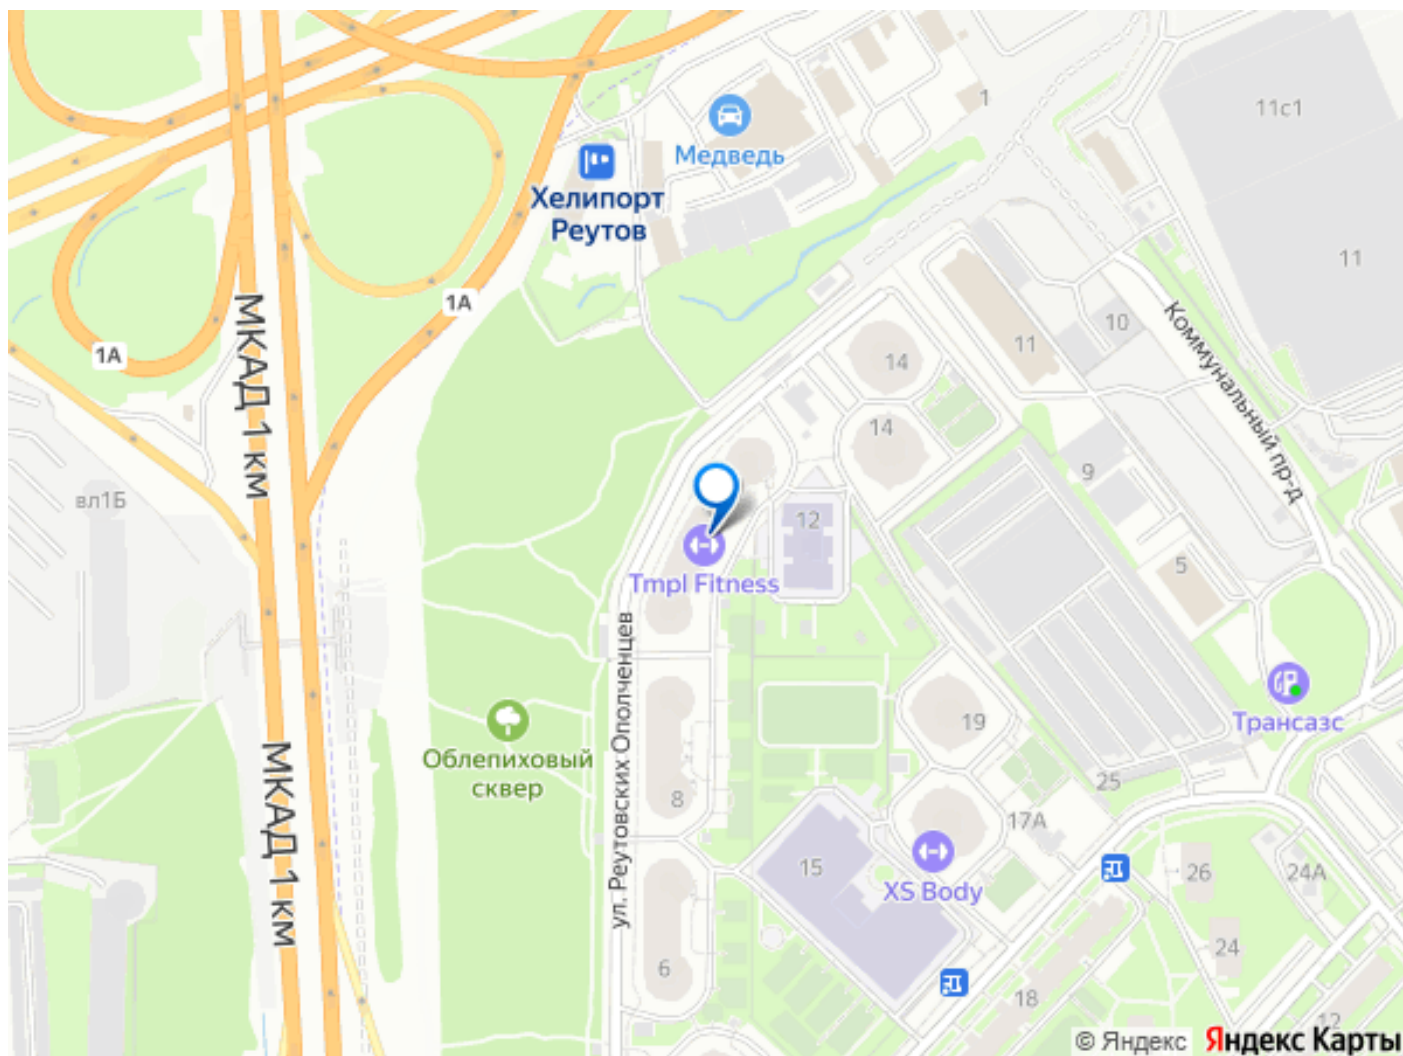 11с1
1
Медведь
Хелипорт
Реутов
11
1А
10
1А
МКАД 1 км
Коммунальный пр-д
11
14
14
9
вл1Б
12
5
Tmpl Fitness
ул. Реутовских Ополченцев
19
Трансазс
Облепиховый
сквер
МКАД 1 км
25
8
17А
15
26
24А
XS Body
24
6
18
12
© Яндекс
Яндекс Карты